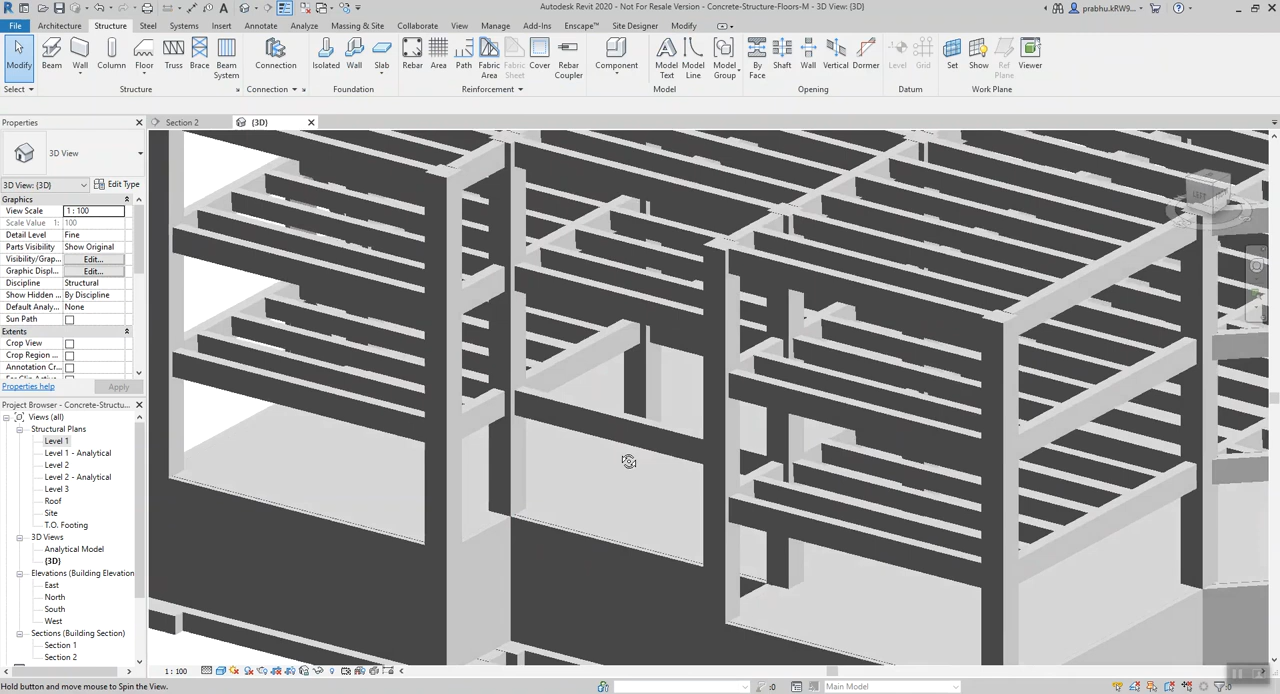 Autodesk Revit 2020 - Not For Resale Version - Concrete-Structure-Floors-M - 3D View: {3D}
prabhu.kRW9...
File Architecture Structure Steel Systems Insert Annotate Analyze Massing & Site Collaborate View Manage Add-Ins Enscape™ Site Designer Modify
Modify Beam Wall Column Floor Truss Brace Beam System Connection Isolated Wall Slab Rebar Area Path Fabric Area Fabric Sheet Cover Rebar Coupler Component Model Text Model Line Model Group By Face Shaft Wall Vertical Dormer Level Grid Set Show Ref Plane Viewer
Select Structure Connection Foundation Reinforcement Model Opening Datum Work Plane
Properties
Section 2
{3D}
3D View
3D View: {3D} Edit Type
Graphics
View Scale 1 : 100
Scale Value 1: 100
Detail Level Fine
Parts Visibility Show Original
Visibility/Grap... Edit...
Graphic Displ... Edit...
Discipline Structural
Show Hidden ... By Discipline
Default Analy... None
Sun Path
Extents
Crop View
Crop Region ...
Annotation Cr...
Properties help Apply
Project Browser - Concrete-Structu...
Views (all)
Structural Plans
Level 1
Level 1 - Analytical
Level 2
Level 2 - Analytical
Level 3
Roof
Site
T.O. Footing
3D Views
Analytical Model
{3D}
Elevations (Building Elevation
East
North
South
West
Sections (Building Section)
Section 1
Section 2
1 : 100
Hold button and move mouse to Spin the View.
:0
Main Model
:0